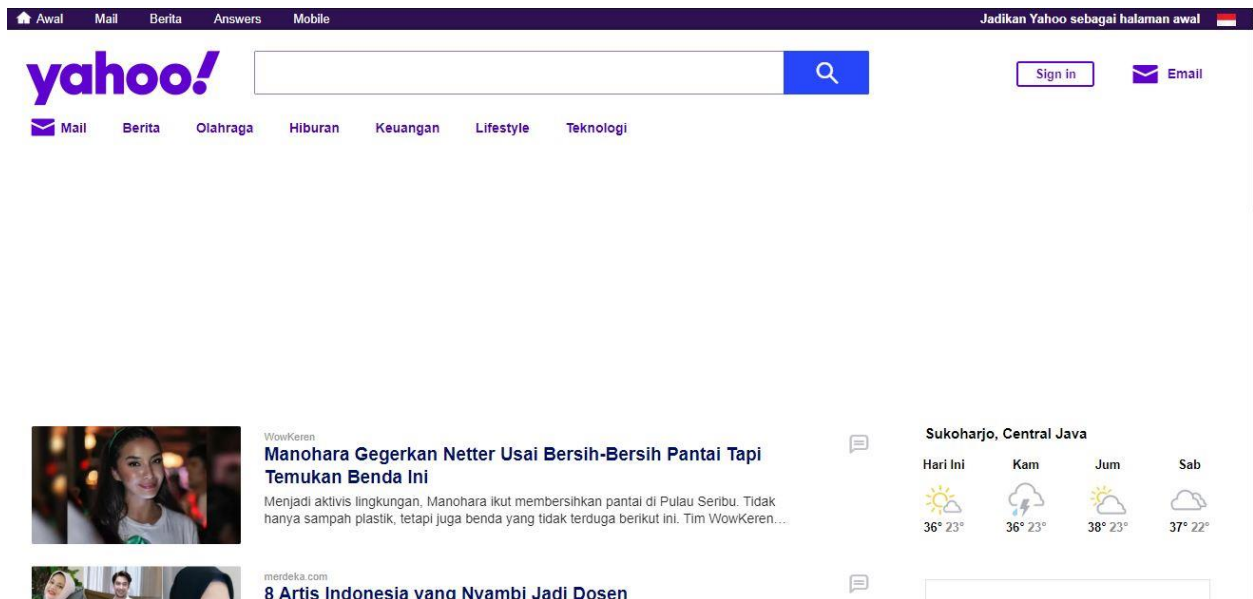 Awal Mail Berita Answers Mobile Jadikan Yahoo sebagai halaman awal
yahoo!
Sign in Email
Mail Berita Olahraga Hiburan Keuangan Lifestyle Teknologi
WowKeren
Manohara Gegerkan Netter Usai Bersih-Bersih Pantai Tapi
Temukan Benda Ini
Menjadi aktivis lingkungan, Manohara ikut membersihkan pantai di Pulau Seribu. Tidak
hanya sampah plastik, tetapi juga benda yang tidak terduga berikut ini. Tim WowKeren...
merdeka.com
8 Artis Indonesia yang Nyambi Jadi Dosen
Sukoharjo, Central Java
Hari Ini Kam Jum Sab
36° 23° 36° 23° 38° 23° 37° 22°